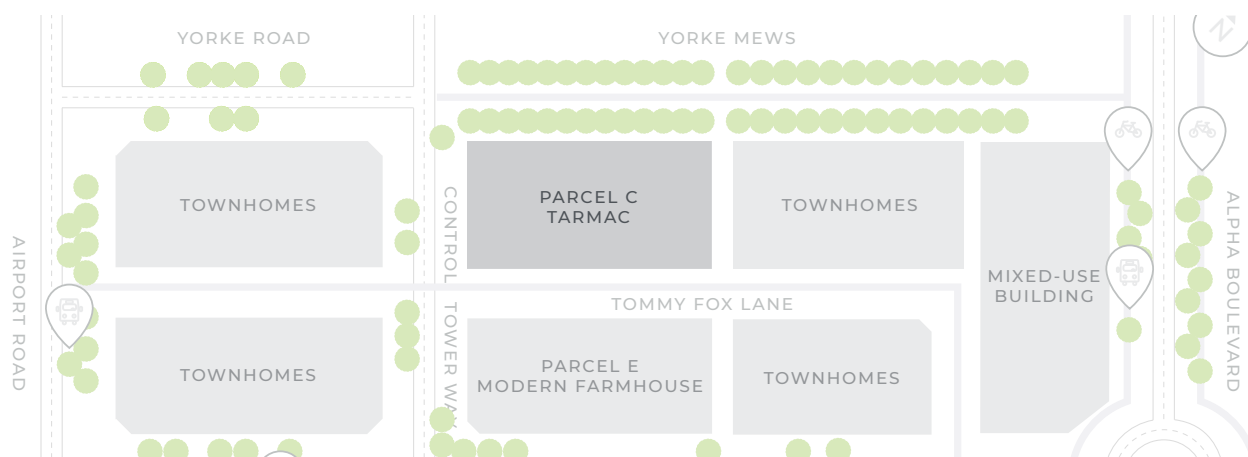 YORKE ROAD
YORKE MEWS
N
TOWNHOMES
PARCEL C
TARMAC
TOWNHOMES
CONTROL TOWER WAY
AIRPORT ROAD
ALPHA BOULEVARD
MIXED-USE
BUILDING
TOMMY FOX LANE
TOWNHOMES
PARCEL E
MODERN FARMHOUSE
TOWNHOMES